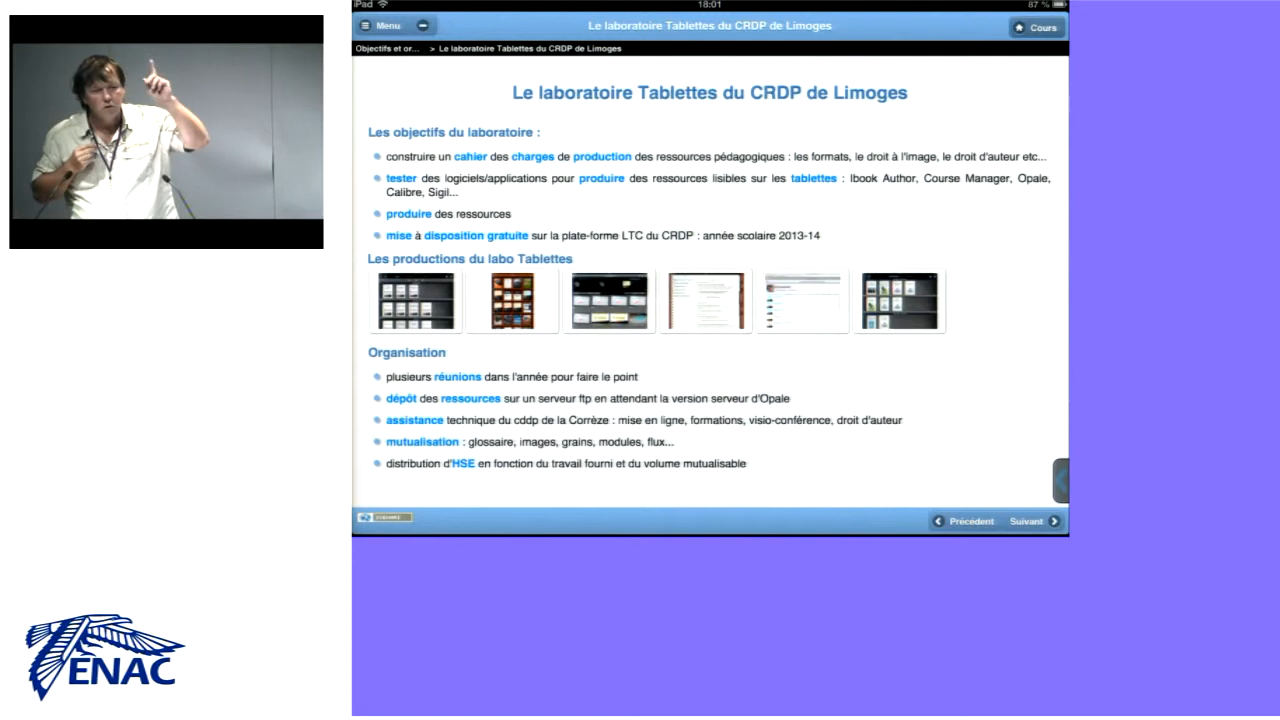 iPad
18:01
87 %
Menu
Le laboratoire Tablettes du CRDP de Limoges
Cours
Objectifs et or... > Le laboratoire Tablettes du CRDP de Limoges
Le laboratoire Tablettes du CRDP de Limoges
Les objectifs du laboratoire :
construire un cahier des charges de production des ressources pédagogiques : les formats, le droit à l'image, le droit d'auteur etc...
tester des logiciels/applications pour produire des ressources lisibles sur les tablettes : Ibook Author, Course Manager, Opale,
Calibre, Sigil...
produire des ressources
mise à disposition gratuite sur la plate-forme LTC du CRDP : année scolaire 2013-14
Les productions du labo Tablettes
Organisation
plusieurs réunions dans l'année pour faire le point
dépôt des ressources sur un serveur ftp en attendant la version serveur d'Opale
assistance technique du cddp de la Corrèze : mise en ligne, formations, visio-conférence, droit d'auteur
mutualisation : glossaire, images, grains, modules, flux...
distribution d'HSE en fonction du travail fourni et du volume mutualisable
Précédent
Suivant
ENAC